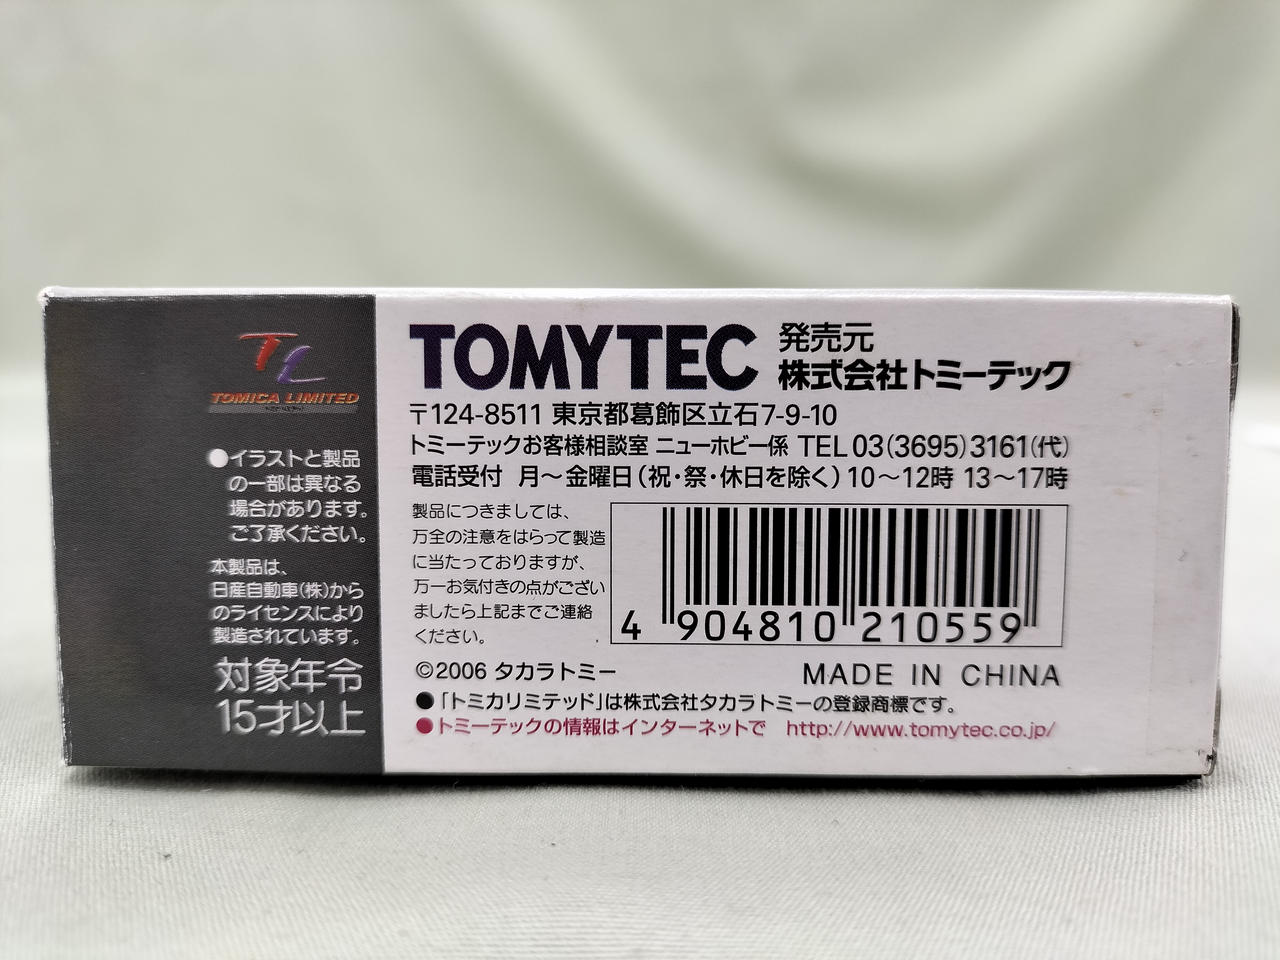 TL
TOMICA LIMITED
●イラストと製品
の一部は異なる
場合があります。
ご了承ください。
本製品は、
日産自動車(株)から
のライセンスにより
製造されています。
対象年令
15才以上
TOMYTEC
発売元
株式会社トミーテック
〒124-8511 東京都葛飾区立石7-9-10
トミーテックお客様相談室 ニューホビー係 TEL 03(3695)3161(代)
電話受付 月〜金曜日(祝・祭・休日を除く) 10〜12時 13〜17時
製品につきましては、
万全の注意をはらって製造
に当たっておりますが、
万一お気付きの点がござい
ましたら上記までご連絡
ください。
4 904810 210559
©2006 タカラトミー
MADE IN CHINA
●「トミカリミテッド」は株式会社タカラトミーの登録商標です。
●トミーテックの情報はインターネットで http://www.tomytec.co.jp/